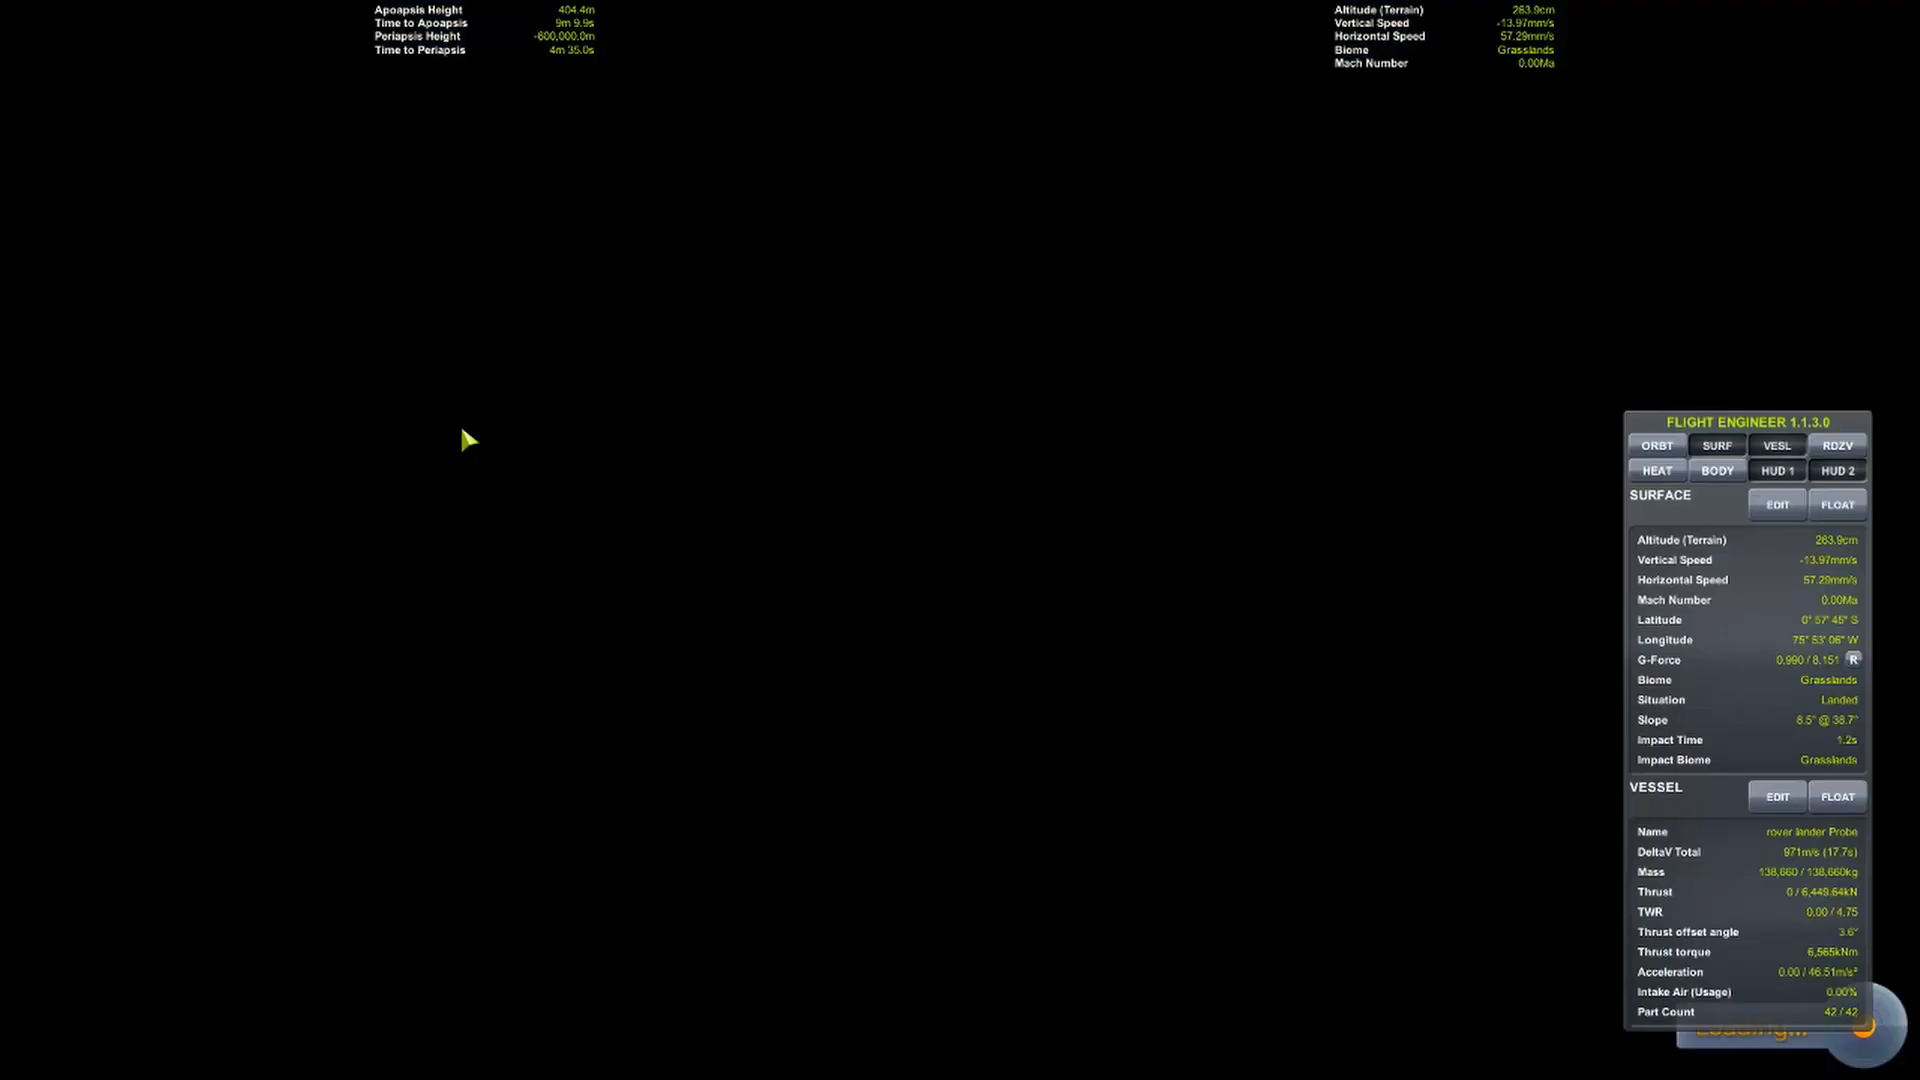 Apoapsis Height 404.4m
Time to Apoapsis 9m 9.9s
Periapsis Height -600,000.0m
Time to Periapsis 4m 35.0s
Altitude (Terrain) 263.9cm
Vertical Speed -13.97mm/s
Horizontal Speed 57.29mm/s
Biome Grasslands
Mach Number 0.00Ma
FLIGHT ENGINEER 1.1.3.0
ORBT SURF VESL RDZV
HEAT BODY HUD 1 HUD 2
SURFACE EDIT FLOAT
Altitude (Terrain) 263.9cm
Vertical Speed -13.97mm/s
Horizontal Speed 57.29mm/s
Mach Number 0.00Ma
Latitude 0° 57' 45" S
Longitude 75° 53' 06" W
G-Force 0.990 / 8.151 R
Biome Grasslands
Situation Landed
Slope 8.5° @ 38.7°
Impact Time 1.2s
Impact Biome Grasslands
VESSEL EDIT FLOAT
Name rover lander Probe
DeltaV Total 971m/s (17.7s)
Mass 138,660 / 138,660kg
Thrust 0 / 6,449.64kN
TWR 0.00 / 4.75
Thrust offset angle 3.6°
Thrust torque 6,565kNm
Acceleration 0.00 / 46.51m/s²
Intake Air (Usage) 0.00%
Part Count 42 / 42
Loading...